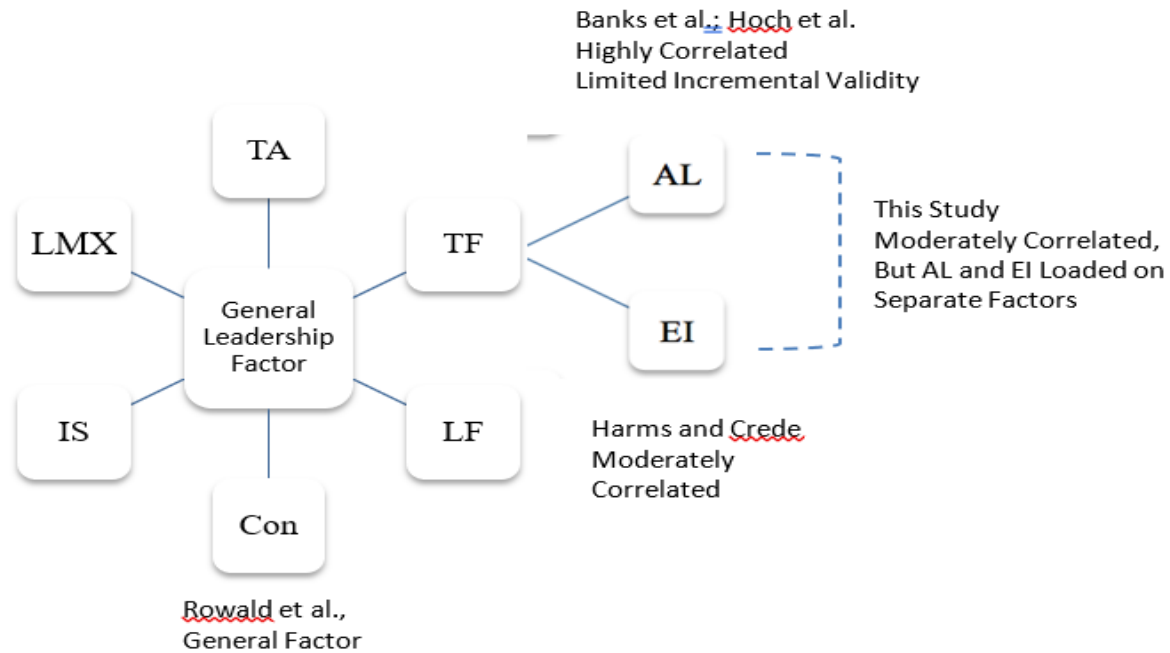 Banks et al.; Hoch et al.
Highly Correlated
Limited Incremental Validity
TA
AL
LMX
TF
This Study
Moderately Correlated,
But AL and EI Loaded on
Separate Factors
General
Leadership
Factor
EI
IS
LF
Harms and Crede
Moderately
Correlated
Con
Rowald et al.,
General Factor